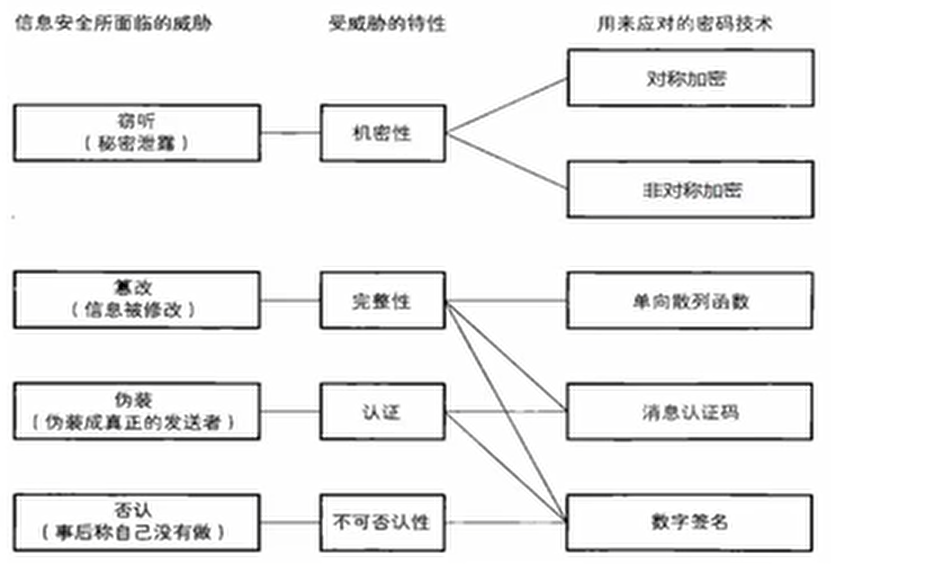 信息安全所面临的威胁
受威胁的特性
用来应对的密码技术
窃听
（秘密泄露）
机密性
对称加密
非对称加密
篡改
（信息被修改）
完整性
单向散列函数
伪装
（伪装成真正的发送者）
认证
消息认证码
否认
（事后称自己没有做）
不可否认性
数字签名